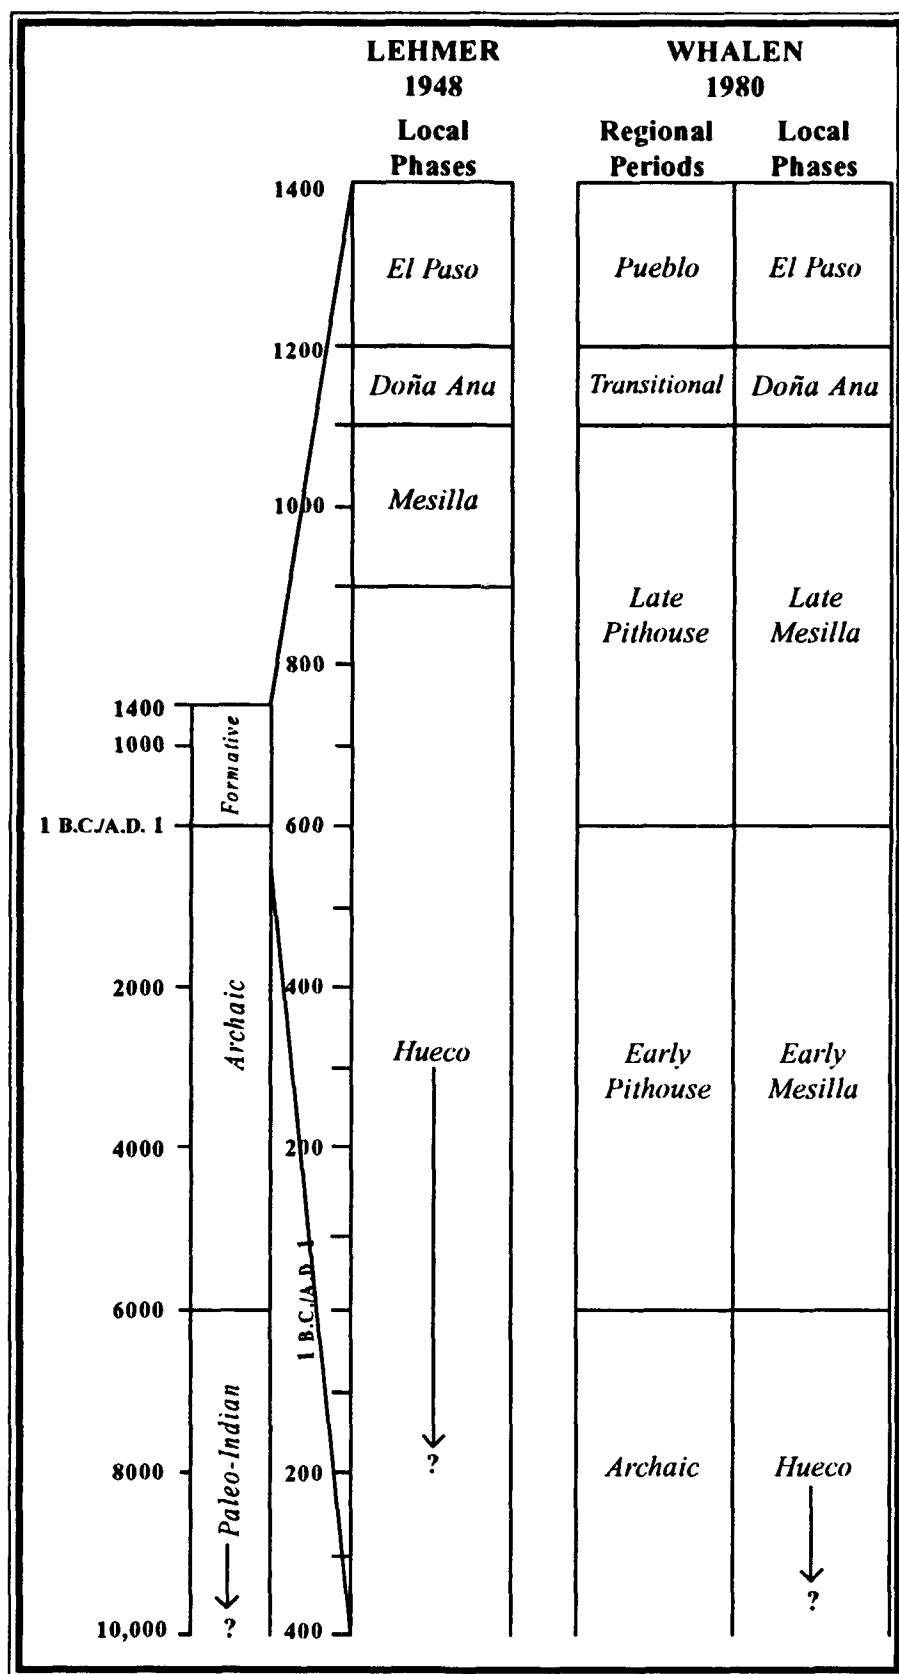 LEHMER
1948
WHALEN
1980
Local
Phases
Regional
Periods
Local
Phases
1400
El Paso
Pueblo
El Paso
1200
Doña Ana
Transitional
Doña Ana
1000
Mesilla
Late
Pithouse
Late
Mesilla
800
1400
1000
Formative
1 B.C./A.D. 1
600
2000
Archaic
400
Hueco
Early
Pithouse
Early
Mesilla
4000
200
1 B.C./A.D. 1
6000
Paleo-Indian
8000
200
?
Archaic
Hueco
?
10,000
?
400